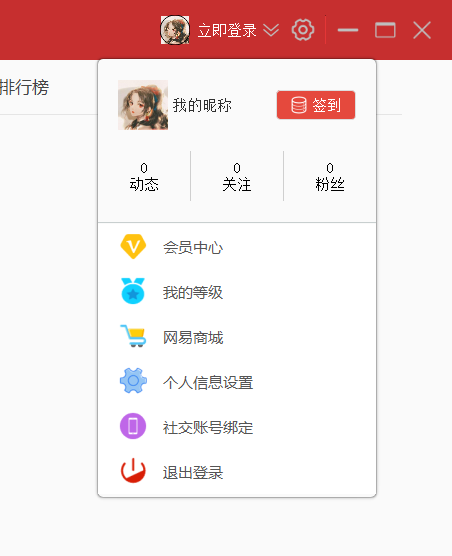 立即登录
排行榜
我的昵称
签到
0 0 0
动态 关注 粉丝
会员中心
我的等级
网易商城
个人信息设置
社交账号绑定
退出登录